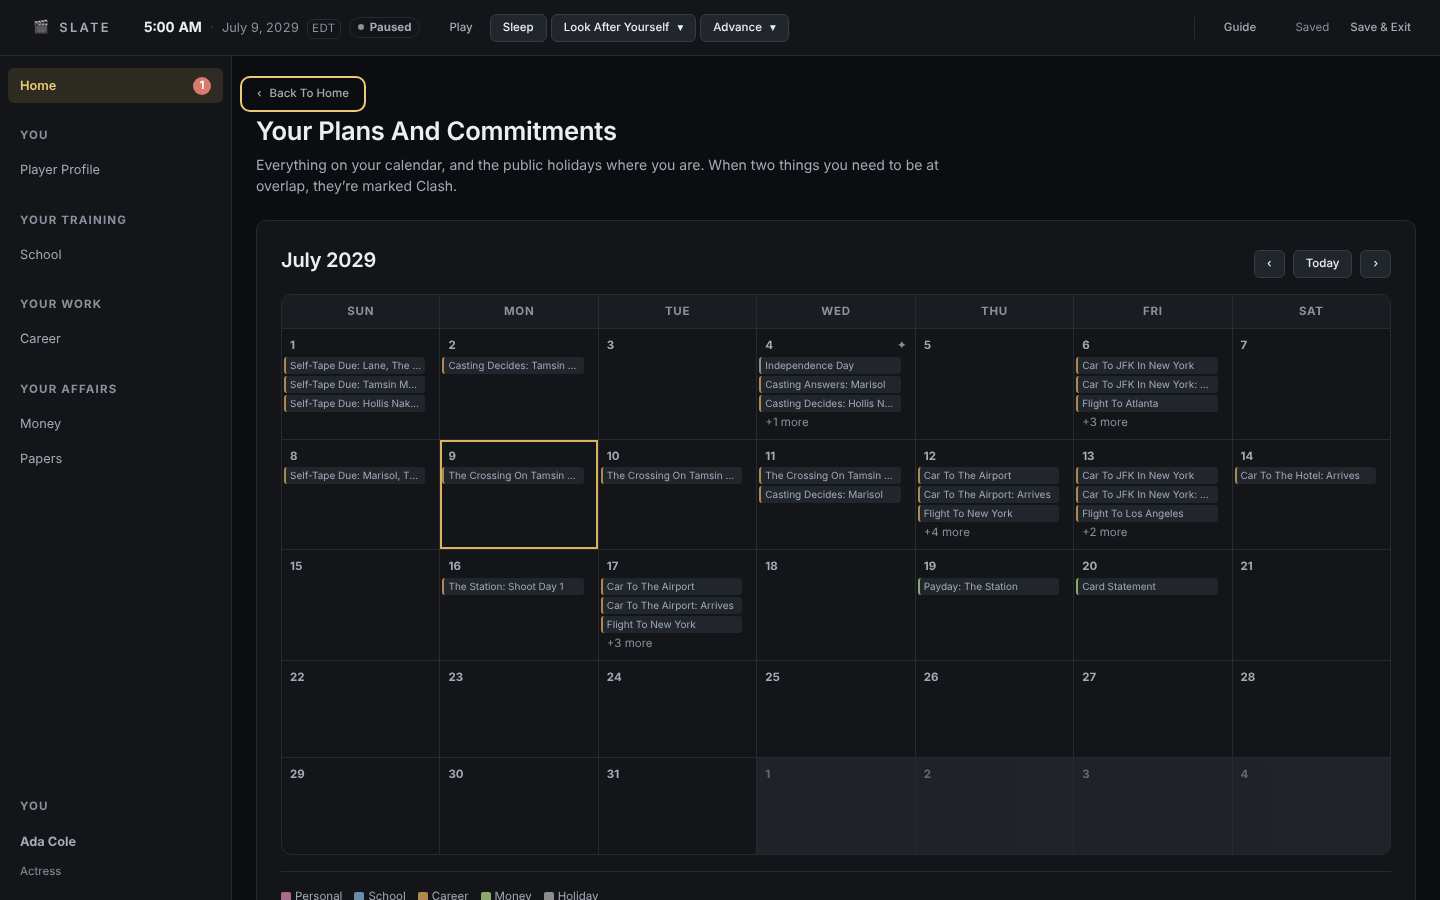 SLATE
5:00 AM · July 9, 2029 EDT Paused
Play
Sleep
Look After Yourself ▾
Advance ▾
Guide
Saved
Save & Exit
Home 1
YOU
Player Profile
YOUR TRAINING
School
YOUR WORK
Career
YOUR AFFAIRS
Money
Papers
YOU
Ada Cole
Actress
‹ Back To Home
Your Plans And Commitments
Everything on your calendar, and the public holidays where you are. When two things you need to be at
overlap, they're marked Clash.
July 2029
‹ Today ›
SUN MON TUE WED THU FRI SAT
1
Self-Tape Due: Lane, The ...
Self-Tape Due: Tamsin M...
Self-Tape Due: Hollis Nak...
2
Casting Decides: Tamsin ...
3
4 ✦
Independence Day
Casting Answers: Marisol
Casting Decides: Hollis N...
+1 more
5
6
Car To JFK In New York
Car To JFK In New York: ...
Flight To Atlanta
+3 more
7
8
Self-Tape Due: Marisol, T...
9
The Crossing On Tamsin ...
10
The Crossing On Tamsin ...
11
The Crossing On Tamsin ...
Casting Decides: Marisol
12
Car To The Airport
Car To The Airport: Arrives
Flight To New York
+4 more
13
Car To JFK In New York
Car To JFK In New York: ...
Flight To Los Angeles
+2 more
14
Car To The Hotel: Arrives
15
16
The Station: Shoot Day 1
17
Car To The Airport
Car To The Airport: Arrives
Flight To New York
+3 more
18
19
Payday: The Station
20
Card Statement
21
22
23
24
25
26
27
28
29
30
31
1
2
3
4
Personal School Career Money Holiday